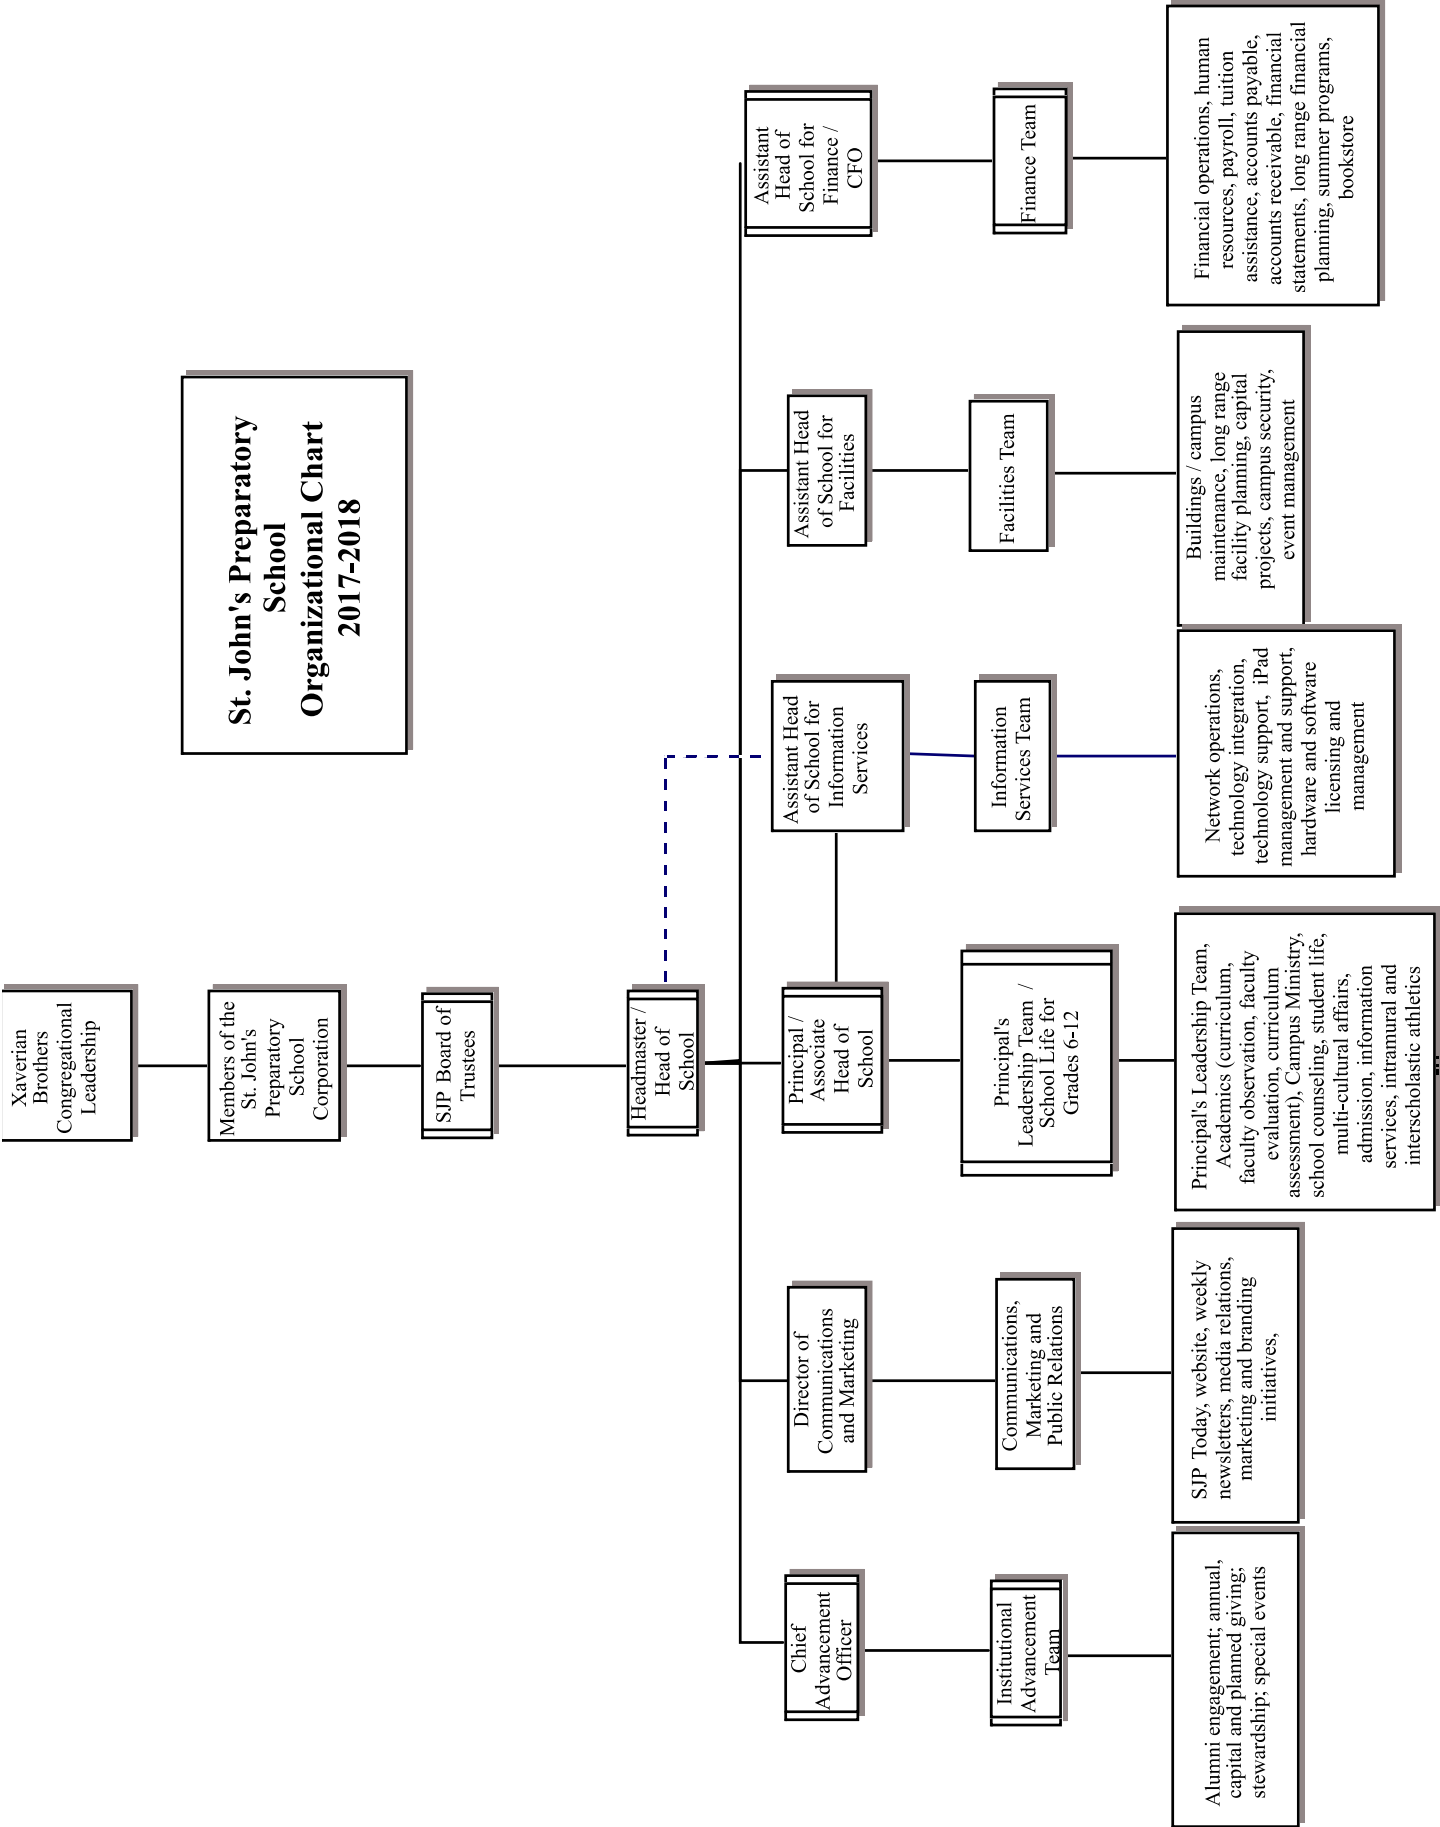 Xaverian
Brothers
Congregational
Leadership
Members of the
St. John's
Preparatory
School
Corporation
SJP Board of
Trustees
St. John's Preparatory
School
Organizational Chart
2017-2018
Headmaster /
Head of
School
Chief
Advancement
Officer
Director of
Communications
and Marketing
Principal /
Associate
Head of
School
Assistant Head
of School for
Information
Services
Assistant Head
of School for
Facilities
Assistant
Head of
School for
Finance /
CFO
Institutional
Advancement
Team
Communications,
Marketing and
Public Relations
Principal's
Leadership Team /
School Life for
Grades 6-12
Information
Services Team
Facilities Team
Finance Team
Alumni engagement; annual,
capital and planned giving;
stewardship; special events
SJP Today, website, weekly
newsletters, media relations,
marketing and branding
initiatives,
Principal's Leadership Team,
Academics (curriculum,
faculty observation, faculty
evaluation, curriculum
assessment), Campus Ministry,
school counseling, student life,
multi-cultural affairs,
admission, information
services, intramural and
interscholastic athletics
Network operations,
technology integration,
technology support, iPad
management and support,
hardware and software
licensing and
management
Buildings / campus
maintenance, long range
facility planning, capital
projects, campus security,
event management
Financial operations, human
resources, payroll, tuition
assistance, accounts payable,
accounts receivable, financial
statements, long range financial
planning, summer programs,
bookstore